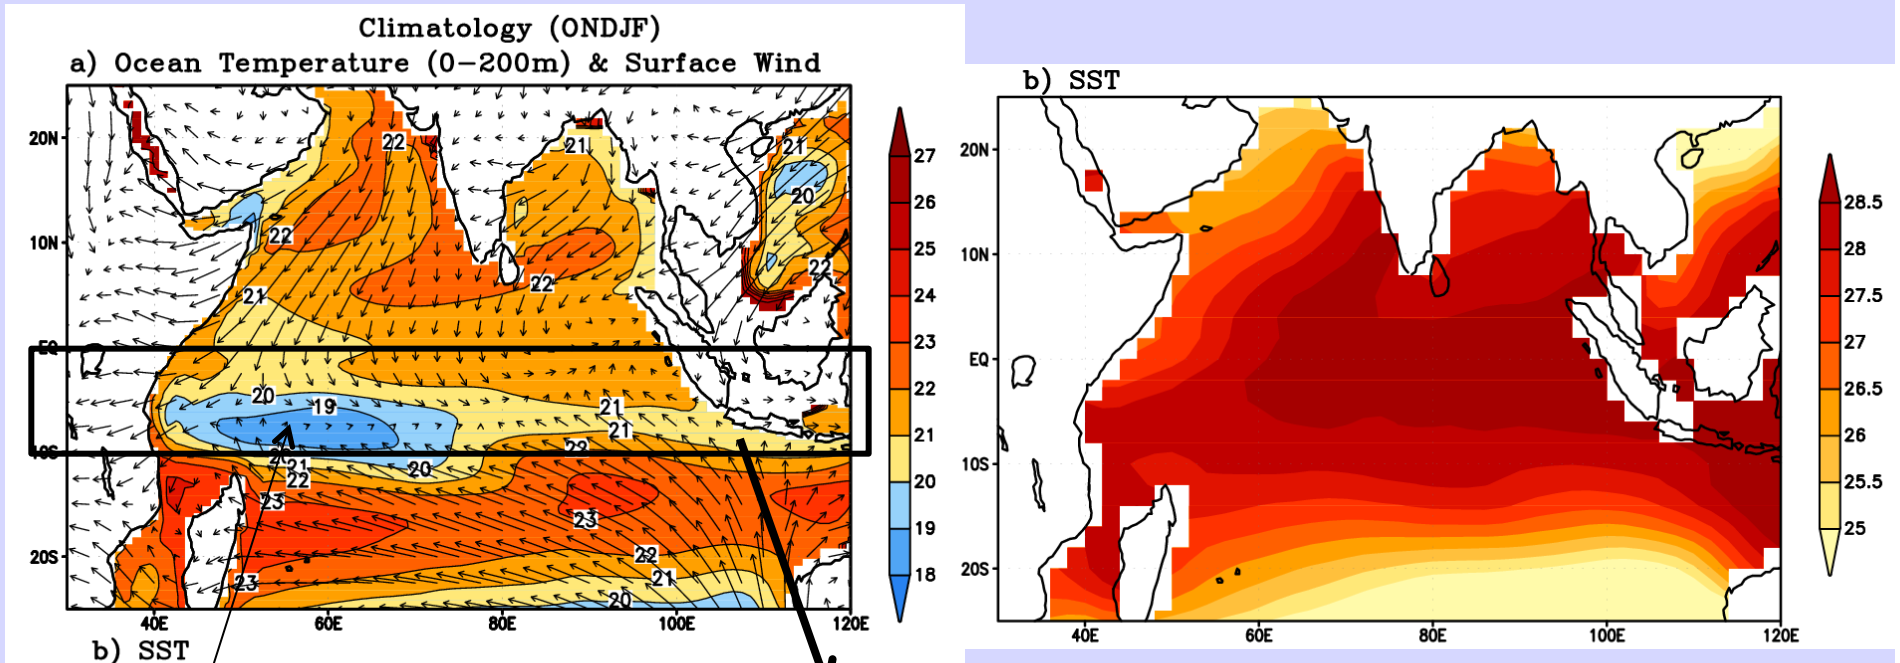 Climatology (ONDJF)
a) Ocean Temperature (0-200m) & Surface Wind
20N
10N
EQ
10S
20S
40E
60E
80E
100E
120E
22
21
21
20
22
22
22
21
20
19
21
21
22
20
21
22
20
23
23
22
21
23
20
27
26
25
24
23
22
21
20
19
18
b) SST
b) SST
20N
10N
EQ
10S
20S
40E
60E
80E
100E
120E
28.5
28
27.5
27
26.5
26
25.5
25